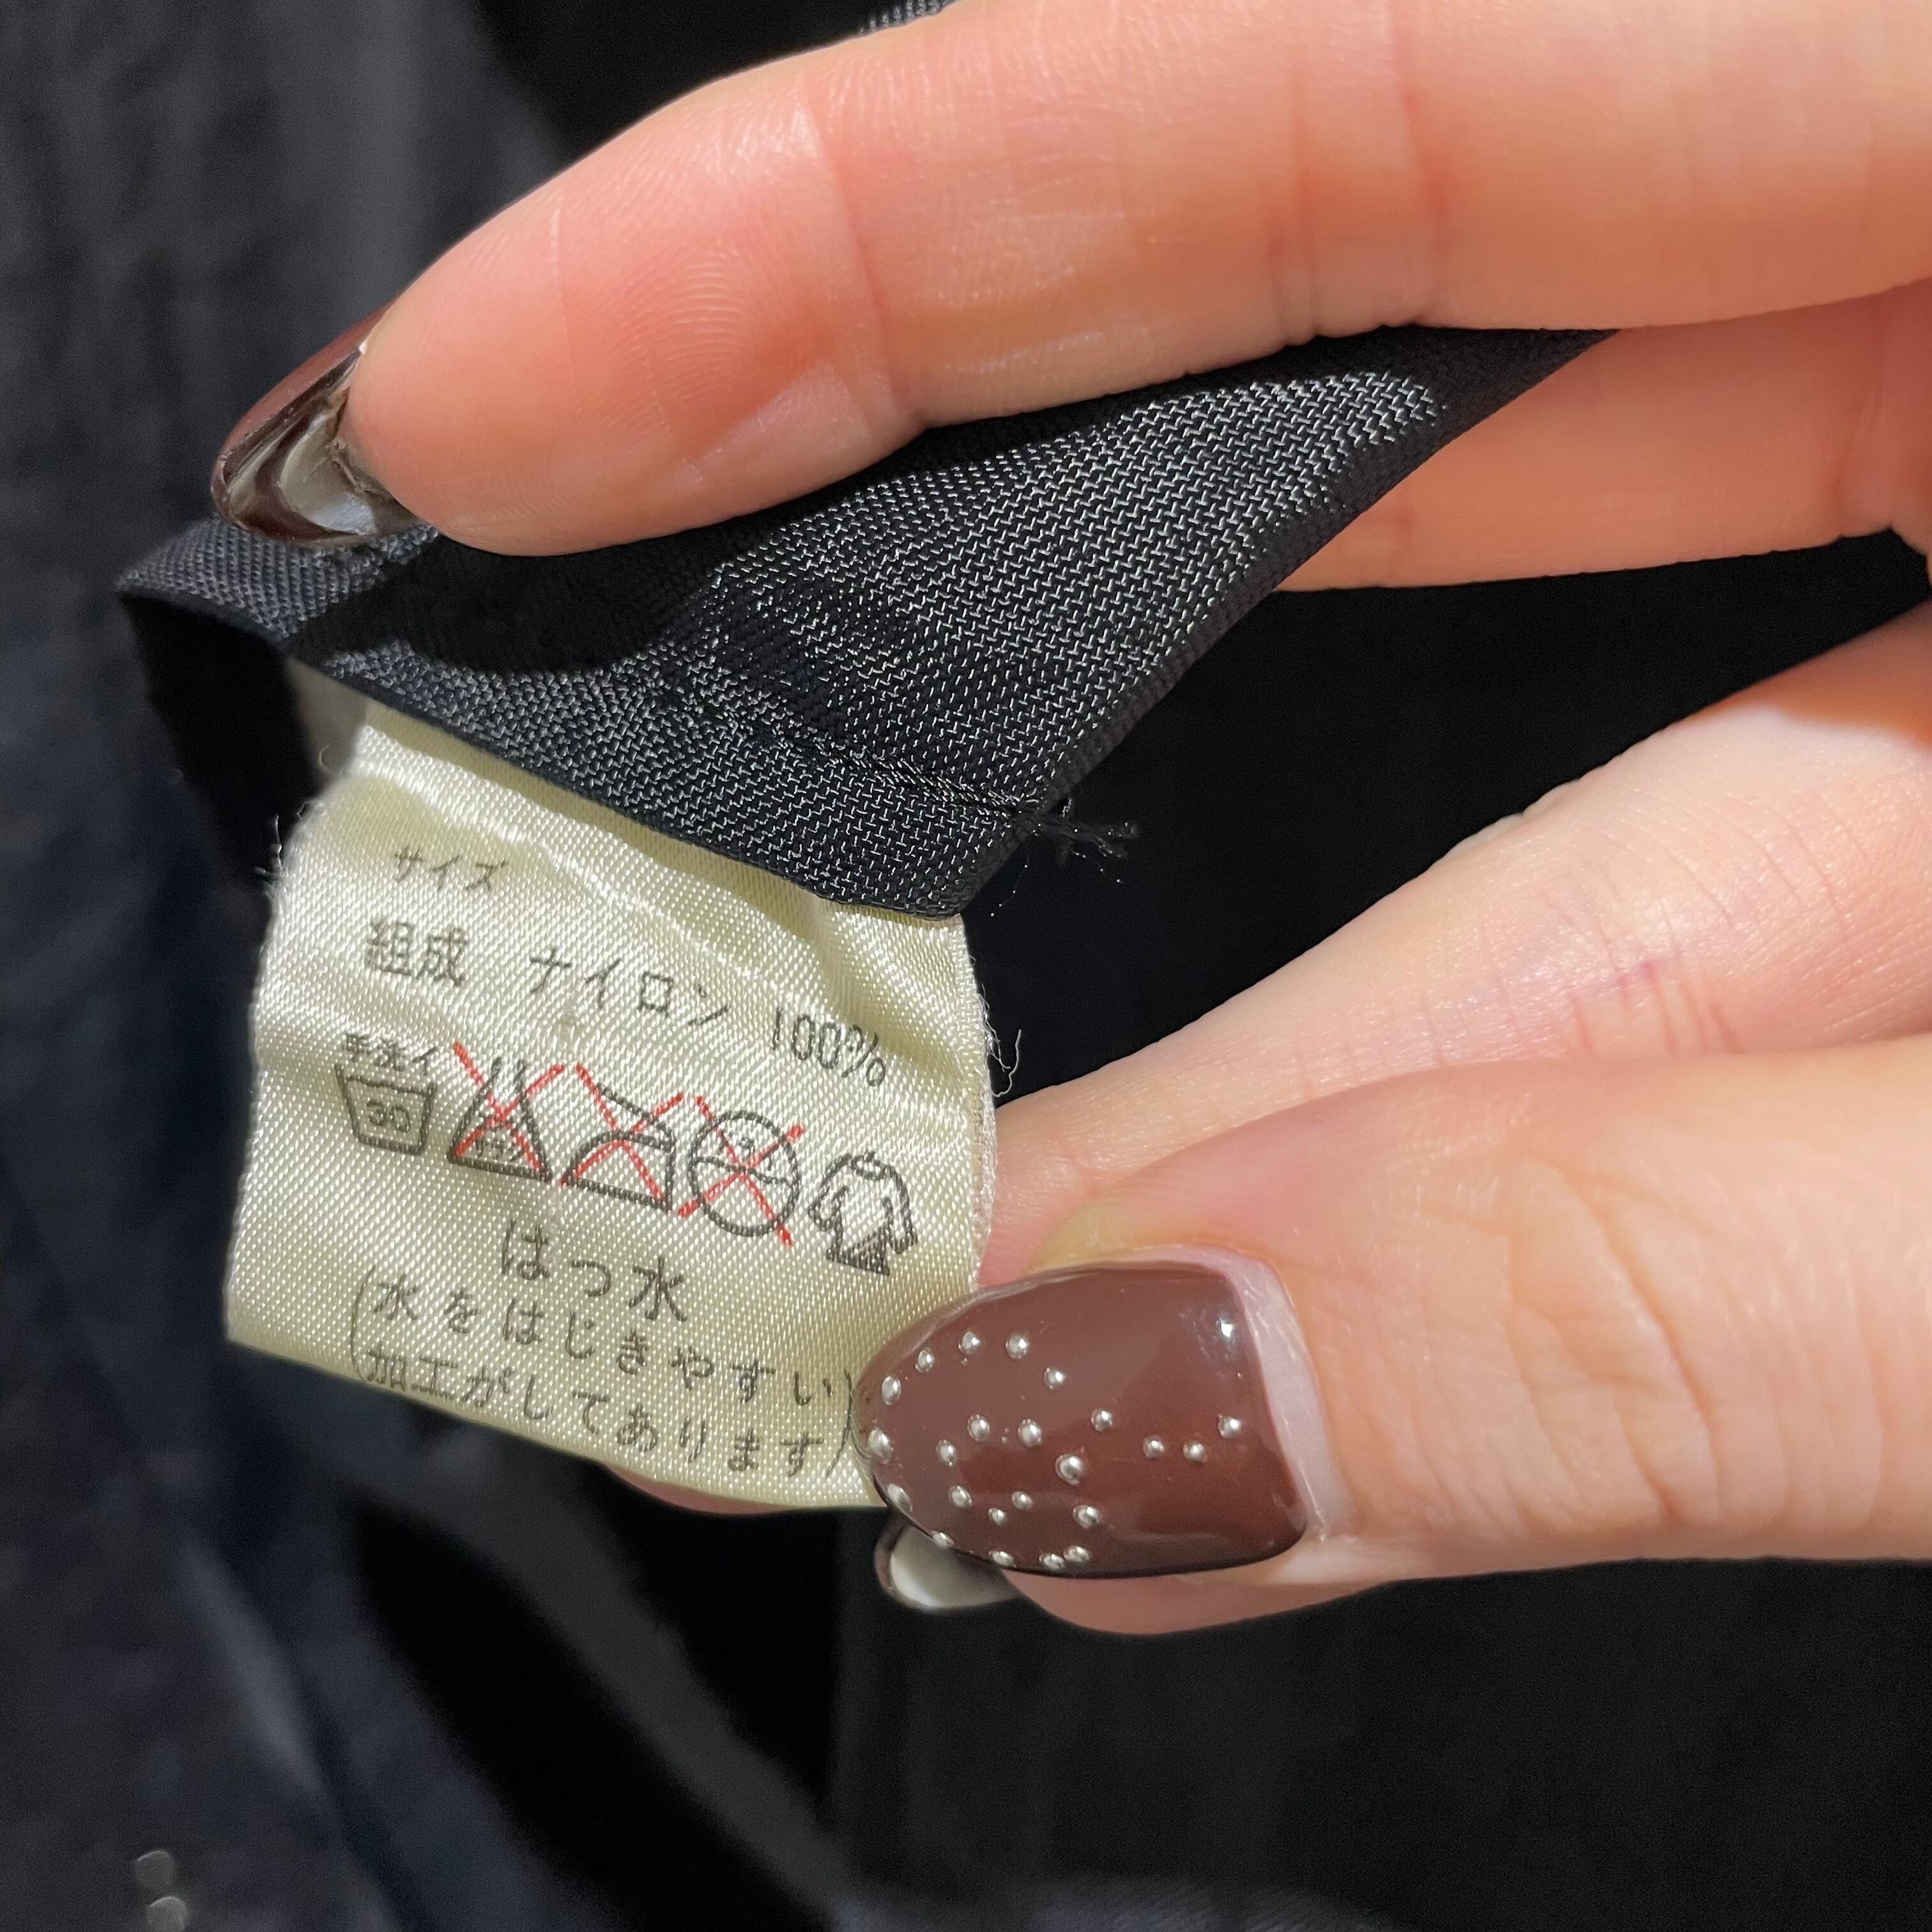 サイズ
組成 ナイロン 100%
手洗イ
30
はっ水
(水をはじきやすい)
(加工がしてあります)